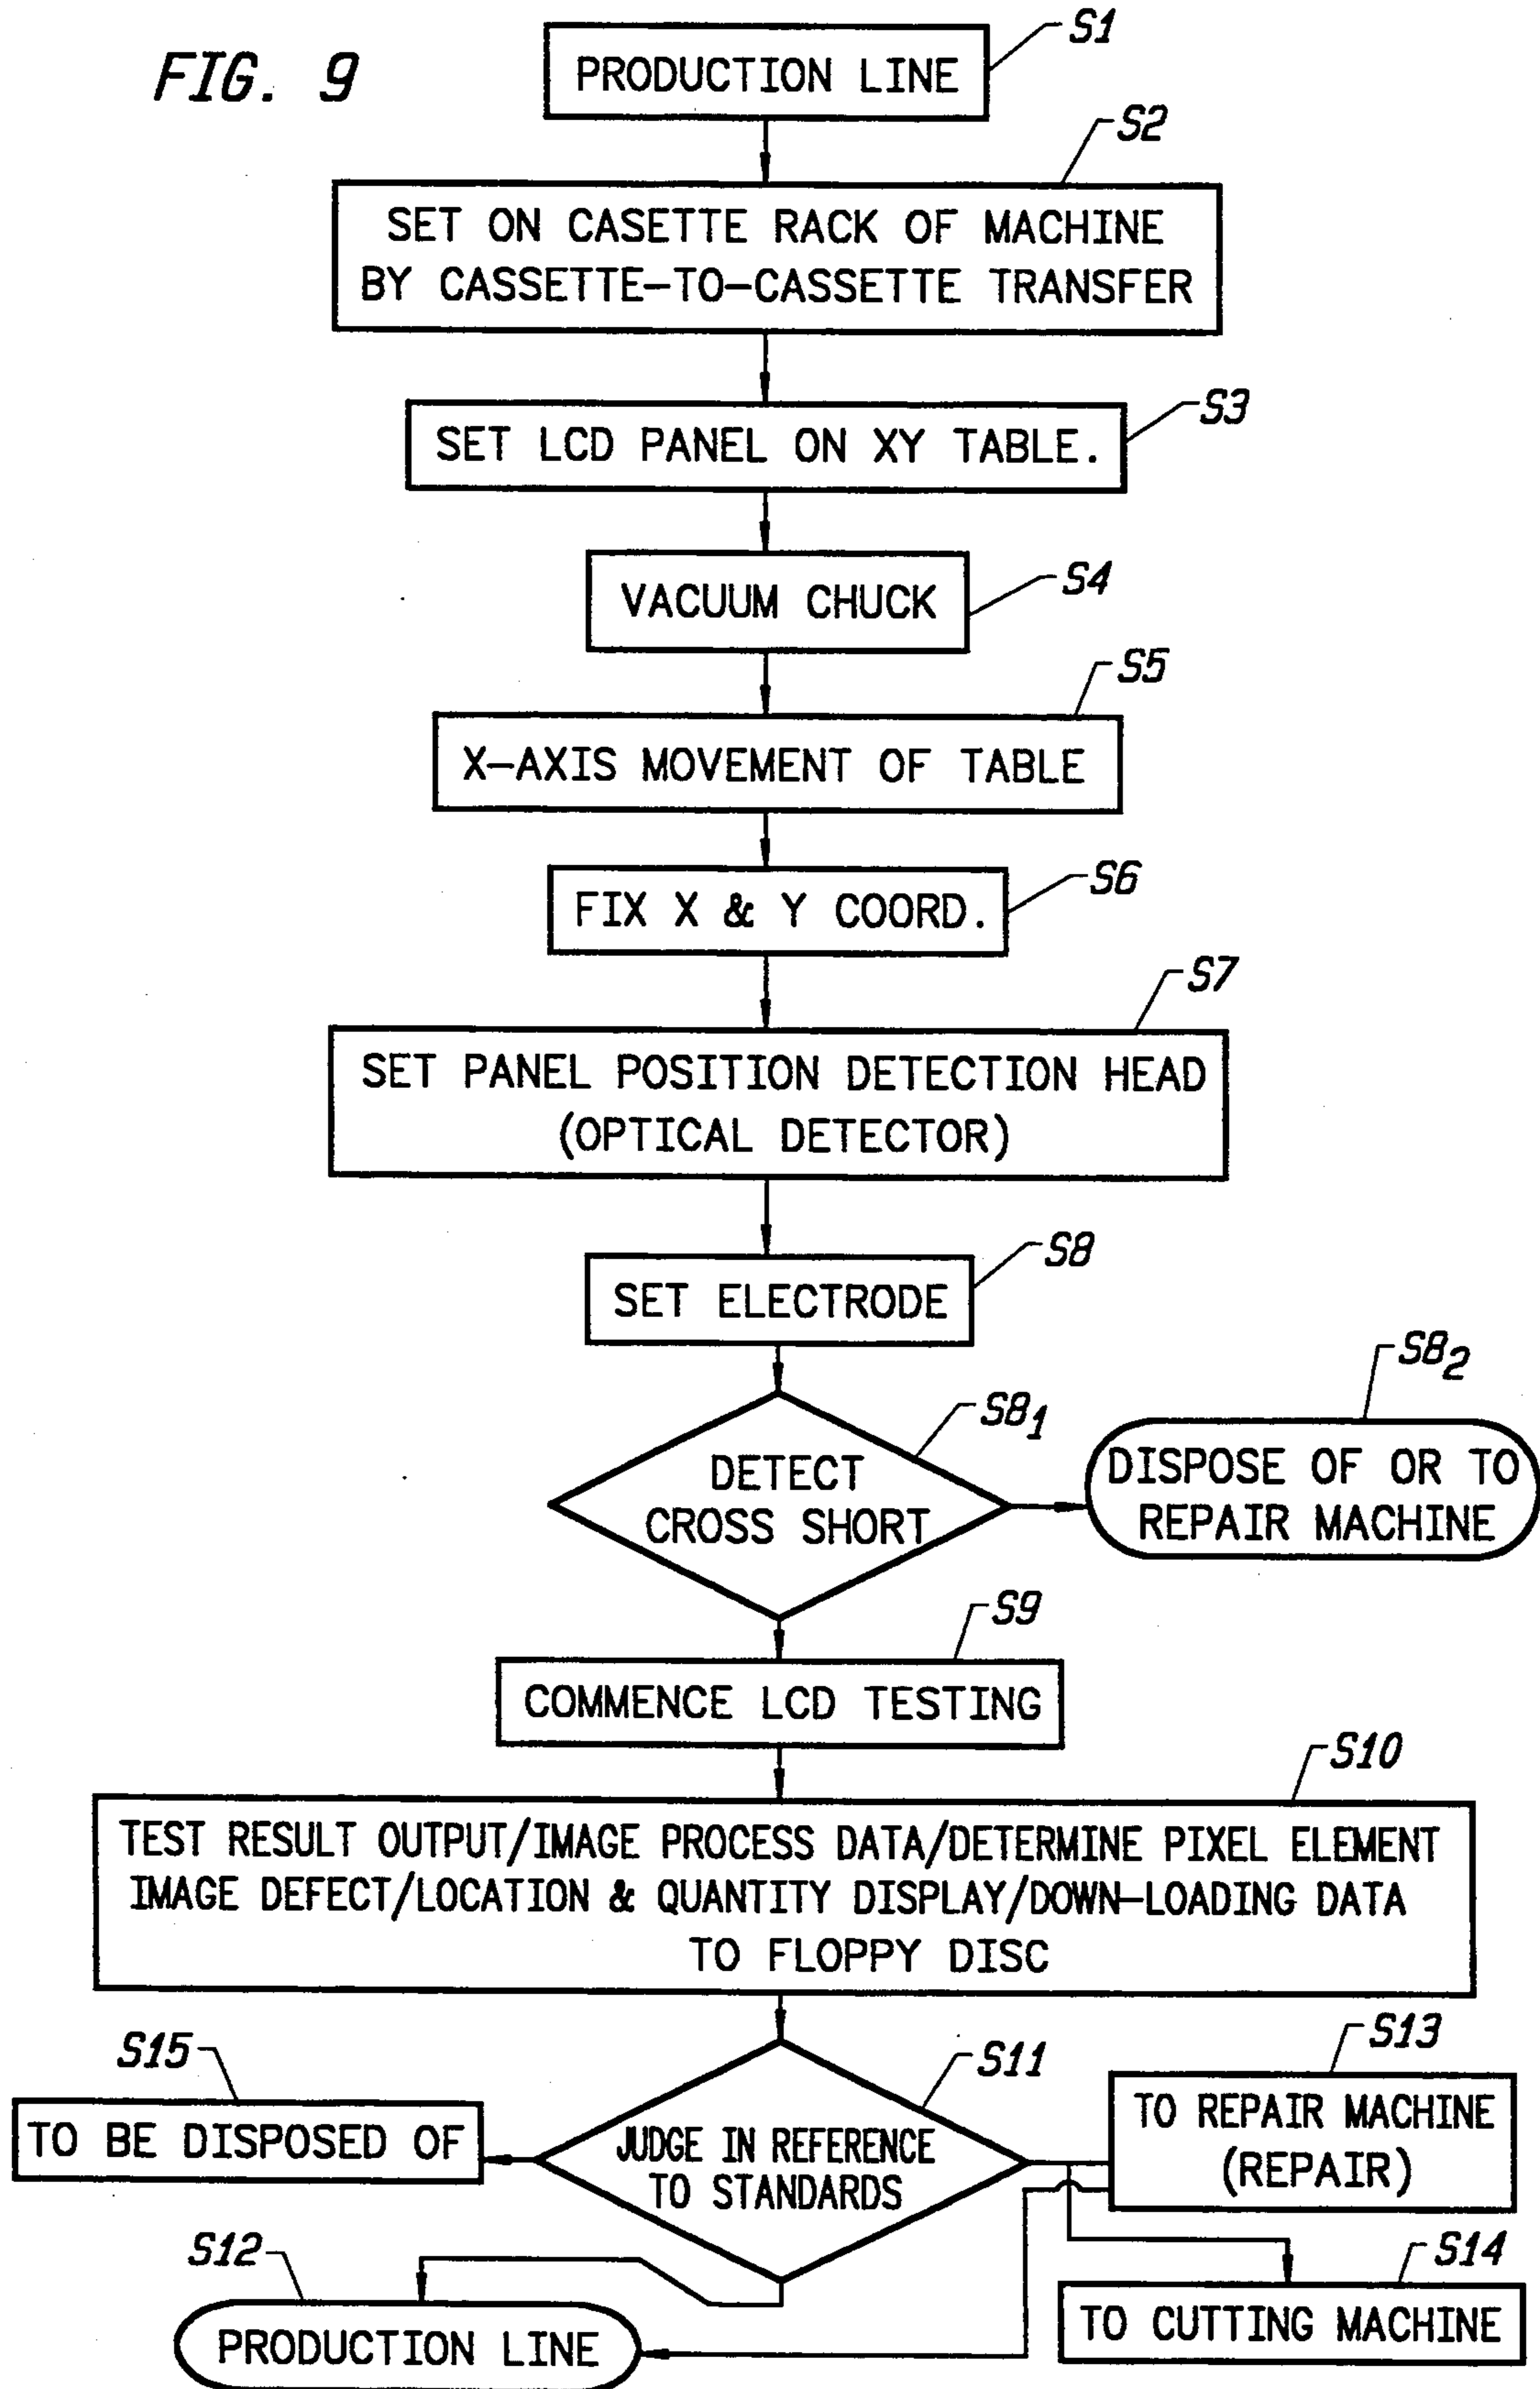 FIG. 9
S1
PRODUCTION LINE
S2
SET ON CASETTE RACK OF MACHINE
BY CASSETTE-TO-CASSETTE TRANSFER
S3
SET LCD PANEL ON XY TABLE.
S4
VACUUM CHUCK
S5
X-AXIS MOVEMENT OF TABLE
S6
FIX X & Y COORD.
S7
SET PANEL POSITION DETECTION HEAD
(OPTICAL DETECTOR)
S8
SET ELECTRODE
S8₁
DETECT
CROSS SHORT
S8₂
DISPOSE OF OR TO
REPAIR MACHINE
S9
COMMENCE LCD TESTING
S10
TEST RESULT OUTPUT/IMAGE PROCESS DATA/DETERMINE PIXEL ELEMENT
IMAGE DEFECT/LOCATION & QUANTITY DISPLAY/DOWN-LOADING DATA
TO FLOPPY DISC
S15
TO BE DISPOSED OF
S11
JUDGE IN REFERENCE
TO STANDARDS
S13
TO REPAIR MACHINE
(REPAIR)
S12
PRODUCTION LINE
S14
TO CUTTING MACHINE